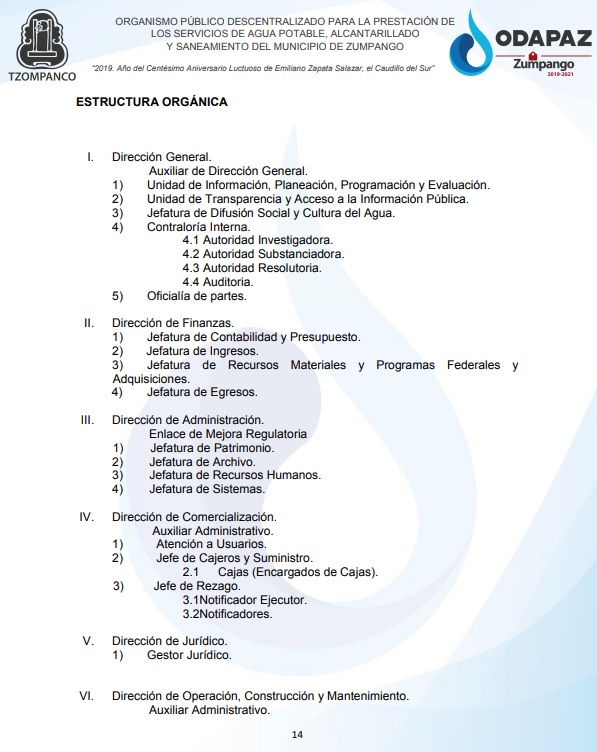 ORGANISMO PÚBLICO DESCENTRALIZADO PARA LA PRESTACIÓN DE
LOS SERVICIOS DE AGUA POTABLE, ALCANTARILLADO
Y SANEAMIENTO DEL MUNICIPIO DE ZUMPANGO
TZOMPANCO
“2019. Año del Centésimo Aniversario Luctuoso de Emiliano Zapata Salazar, el Caudillo del Sur”
ODAPAZ
Zumpango
2019-2021
ESTRUCTURA ORGÁNICA
I. Dirección General.
Auxiliar de Dirección General.
1) Unidad de Información, Planeación, Programación y Evaluación.
2) Unidad de Transparencia y Acceso a la Información Pública.
3) Jefatura de Difusión Social y Cultura del Agua.
4) Contraloría Interna.
4.1 Autoridad Investigadora.
4.2 Autoridad Substanciadora.
4.3 Autoridad Resolutoria.
4.4 Auditoria.
5) Oficialía de partes.
II. Dirección de Finanzas.
1) Jefatura de Contabilidad y Presupuesto.
2) Jefatura de Ingresos.
3) Jefatura de Recursos Materiales y Programas Federales y
Adquisiciones.
4) Jefatura de Egresos.
III. Dirección de Administración.
Enlace de Mejora Regulatoria
1) Jefatura de Patrimonio.
2) Jefatura de Archivo.
3) Jefatura de Recursos Humanos.
4) Jefatura de Sistemas.
IV. Dirección de Comercialización.
Auxiliar Administrativo.
1) Atención a Usuarios.
2) Jefe de Cajeros y Suministro.
2.1 Cajas (Encargados de Cajas).
3) Jefe de Rezago.
3.1Notificador Ejecutor.
3.2Notificadores.
V. Dirección de Jurídico.
1) Gestor Jurídico.
VI. Dirección de Operación, Construcción y Mantenimiento.
Auxiliar Administrativo.
14